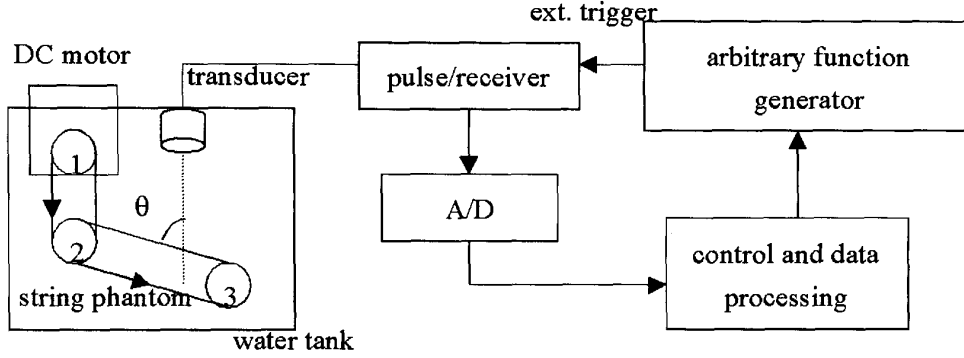 ext. trigger
DC motor
transducer
pulse/receiver
arbitrary function
generator
1
θ
A/D
2
3
string phantom
control and data
processing
water tank